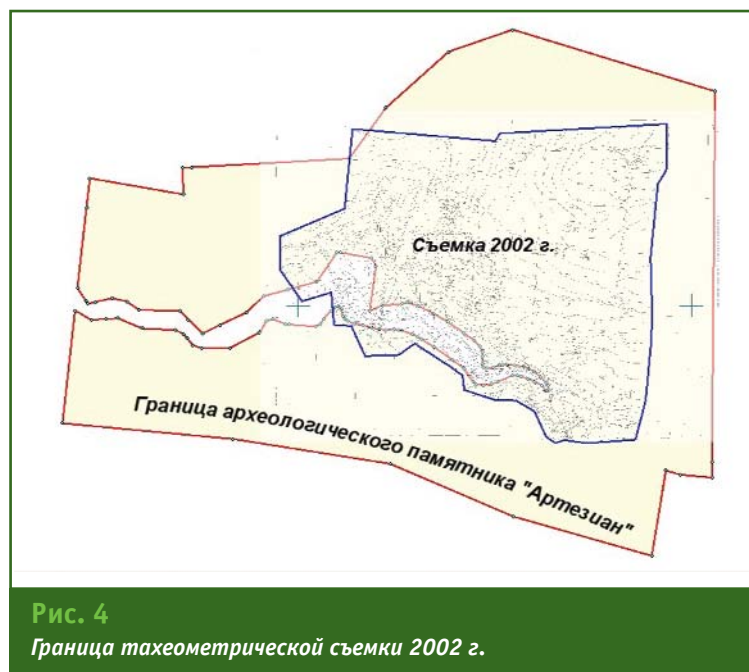 Съемка 2002 г.
Граница археологического памятника "Артезиан"
Рис. 4
Граница тахеометрической съемки 2002 г.